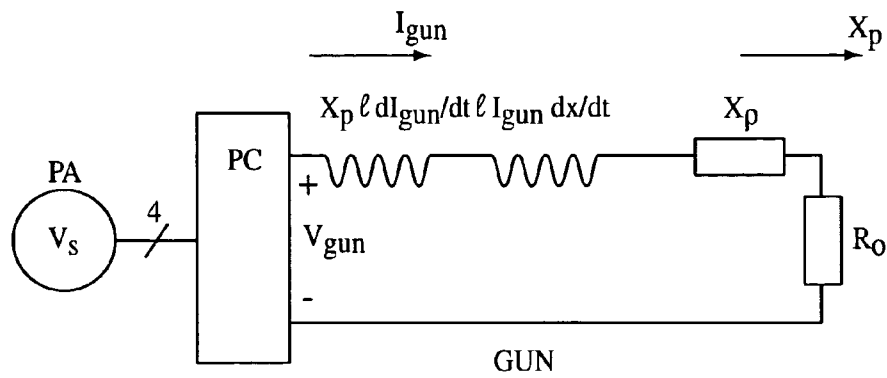 I_gun
X_p
X_p ℓ dI_gun/dt ℓ I_gun dx/dt
X_ρ
PC
PA
4
+
V_s
V_gun
R_o
-
GUN